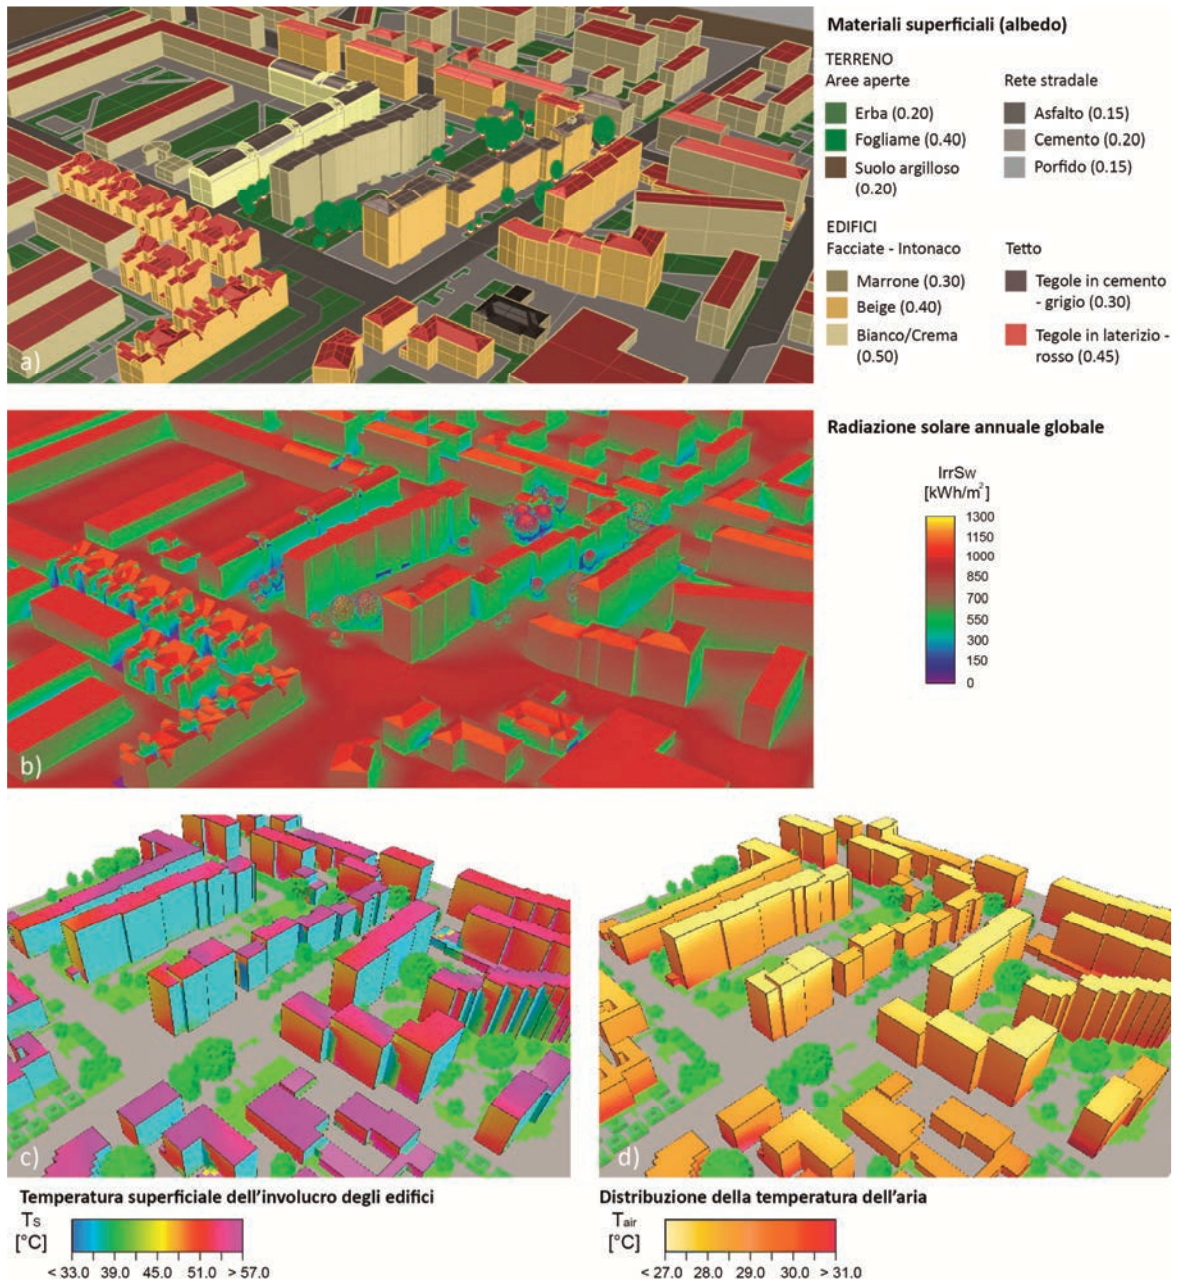 Materiali superficiali (albedo)
TERRENO
Aree aperte
Erba (0.20)
Fogliame (0.40)
Suolo argilloso
(0.20)
Rete stradale
Asfalto (0.15)
Cemento (0.20)
Porfido (0.15)
EDIFICI
Facciate - Intonaco
Marrone (0.30)
Beige (0.40)
Bianco/Crema
(0.50)
Tetto
Tegole in cemento
- grigio (0.30)
Tegole in laterizio -
rosso (0.45)
a)
Radiazione solare annuale globale
IrrSw
[kWh/m²]
1300
1150
1000
850
700
550
450
300
150
0
b)
c)
d)
Temperatura superficiale dell'involucro degli edifici
Ts
[°C]
< 33.0 39.0 45.0 51.0 > 57.0
Distribuzione della temperatura dell'aria
Tair
[°C]
< 27.0 28.0 29.0 30.0 > 31.0